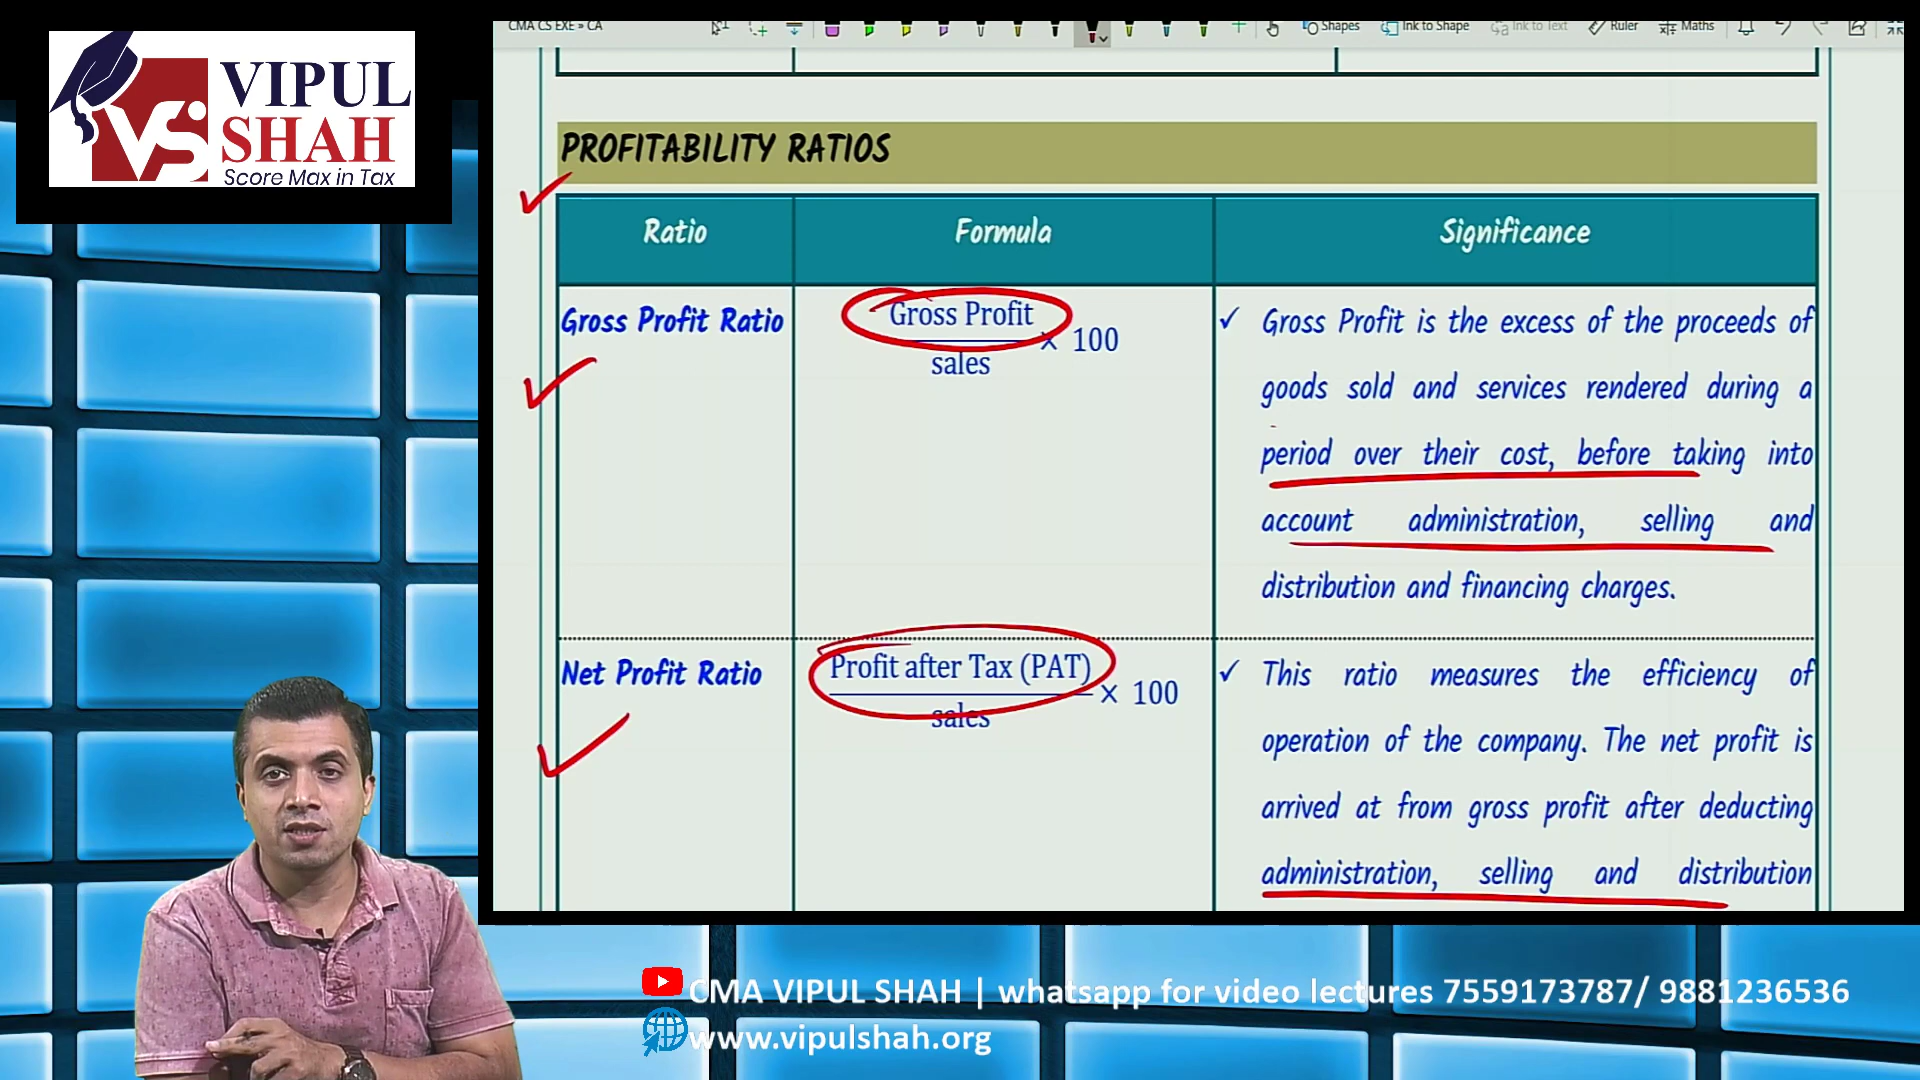 CMA CS EXE » CA
Shapes
Ink to Shape
Ink to Text
Ruler
Maths
VIPUL
SHAH
Score Max in Tax
VS
PROFITABILITY RATIOS
Ratio
Formula
Significance
Gross Profit Ratio
Gross Profit
sales
× 100
✓ Gross Profit is the excess of the proceeds of
goods sold and services rendered during a
period over their cost, before taking into
account administration, selling and
distribution and financing charges.
Net Profit Ratio
Profit after Tax (PAT)
sales
× 100
✓ This ratio measures the efficiency of
operation of the company. The net profit is
arrived at from gross profit after deducting
administration, selling and distribution
CMA VIPUL SHAH | whatsapp for video lectures 7559173787/ 9881236536
www.vipulshah.org